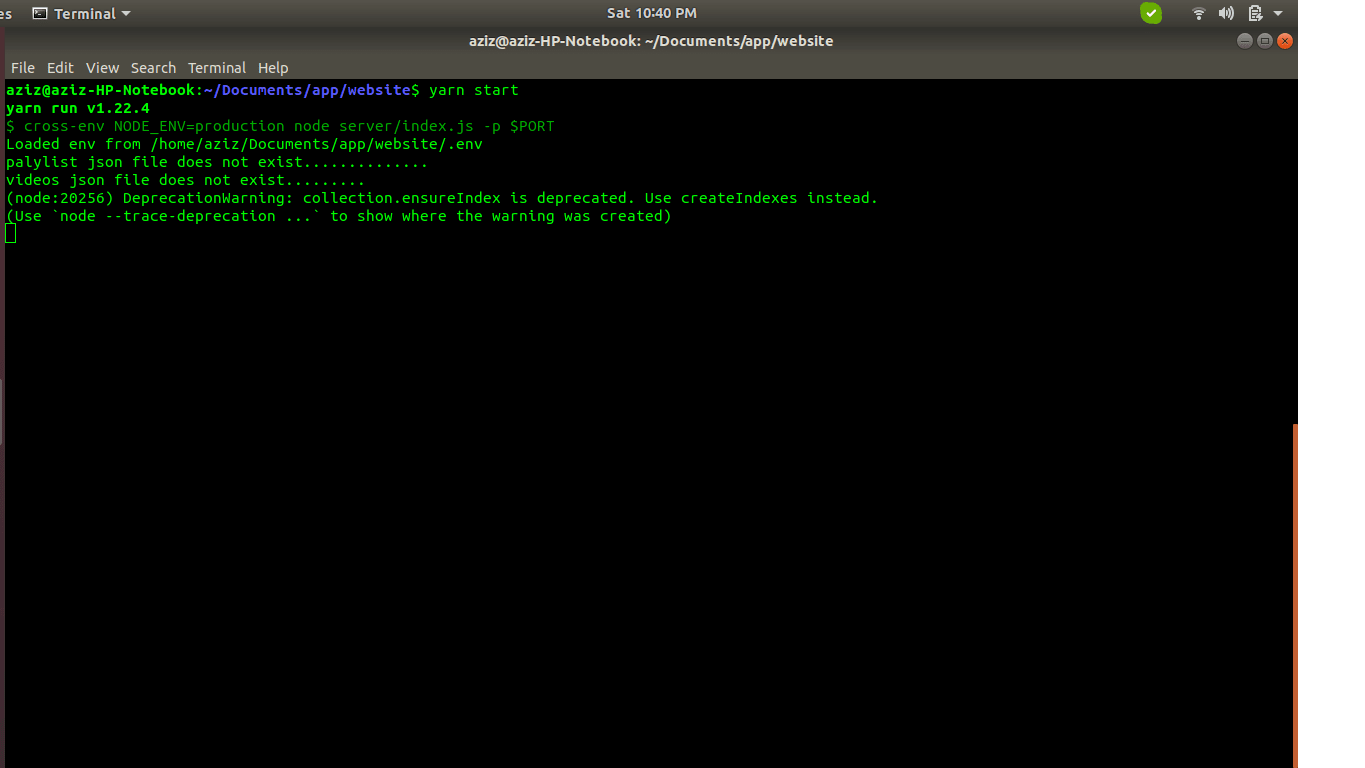 es Terminal Sat 10:40 PM
aziz@aziz-HP-Notebook: ~/Documents/app/website
File Edit View Search Terminal Help
aziz@aziz-HP-Notebook:~/Documents/app/website$ yarn start
yarn run v1.22.4
$ cross-env NODE_ENV=production node server/index.js -p $PORT
Loaded env from /home/aziz/Documents/app/website/.env
palylist json file does not exist..............
videos json file does not exist.........
(node:20256) DeprecationWarning: collection.ensureIndex is deprecated. Use createIndexes instead.
(Use `node --trace-deprecation ...` to show where the warning was created)